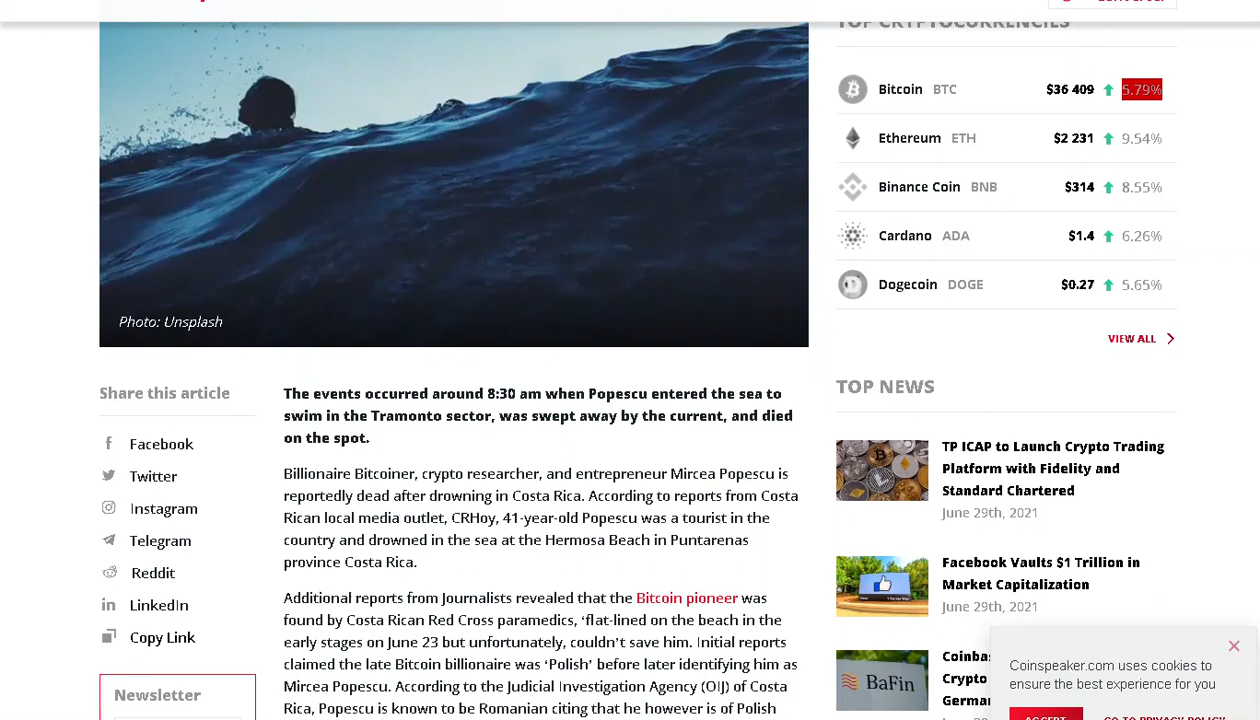 TOP CRYPTOCURRENCIES
Bitcoin BTC $36 409 5.79%
Ethereum ETH $2 231 9.54%
Binance Coin BNB $314 8.55%
Cardano ADA $1.4 6.26%
Dogecoin DOGE $0.27 5.65%
VIEW ALL
Photo: Unsplash
Share this article
Facebook
Twitter
Instagram
Telegram
Reddit
LinkedIn
Copy Link
Newsletter
The events occurred around 8:30 am when Popescu entered the sea to
swim in the Tramonto sector, was swept away by the current, and died
on the spot.
Billionaire Bitcoiner, crypto researcher, and entrepreneur Mircea Popescu is
reportedly dead after drowning in Costa Rica. According to reports from Costa
Rican local media outlet, CRHoy, 41-year-old Popescu was a tourist in the
country and drowned in the sea at the Hermosa Beach in Puntarenas
province Costa Rica.
Additional reports from Journalists revealed that the Bitcoin pioneer was
found by Costa Rican Red Cross paramedics, ‘flat-lined on the beach in the
early stages on June 23 but unfortunately, couldn’t save him. Initial reports
claimed the late Bitcoin billionaire was ‘Polish’ before later identifying him as
Mircea Popescu. According to the Judicial Investigation Agency (OIJ) of Costa
Rica, Popescu is known to be Romanian citing that he however is of Polish
TOP NEWS
TP ICAP to Launch Crypto Trading
Platform with Fidelity and
Standard Chartered
June 29th, 2021
Facebook Vaults $1 Trillion in
Market Capitalization
June 29th, 2021
BaFin
Crypto
Coinspeaker.com uses cookies to
ensure the best experience for you
ACCEPT
GO TO PRIVACY POLICY